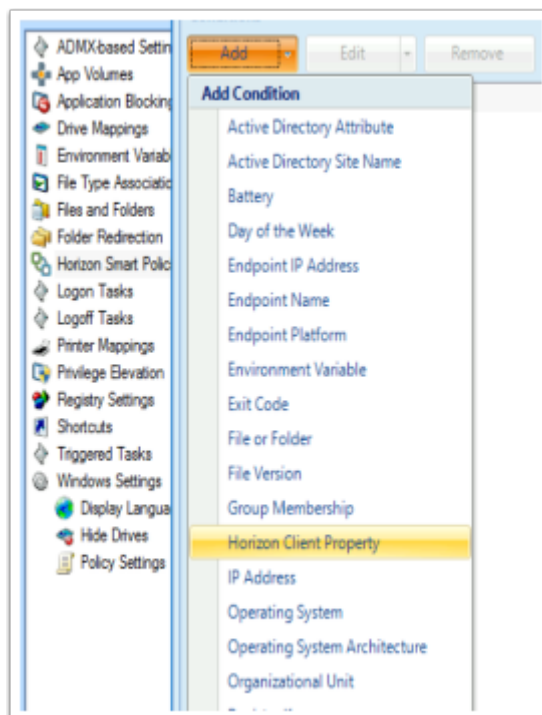 ADMX-based Settin
App Volumes
Application Blocking
Drive Mappings
Environment Variab
File Type Associatio
Files and Folders
Folder Redirection
Horizon Smart Polic
Logon Tasks
Logoff Tasks
Printer Mappings
Privilege Elevation
Registry Settings
Shortcuts
Triggered Tasks
Windows Settings
Display Langua
Hide Drives
Policy Settings
Add Edit Remove
Add Condition
Active Directory Attribute
Active Directory Site Name
Battery
Day of the Week
Endpoint IP Address
Endpoint Name
Endpoint Platform
Environment Variable
Exit Code
File or Folder
File Version
Group Membership
Horizon Client Property
IP Address
Operating System
Operating System Architecture
Organizational Unit